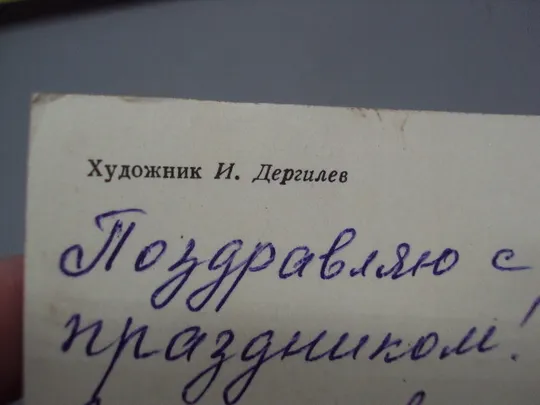 Художник И. Дергилев
Поздравляю с
праздником!